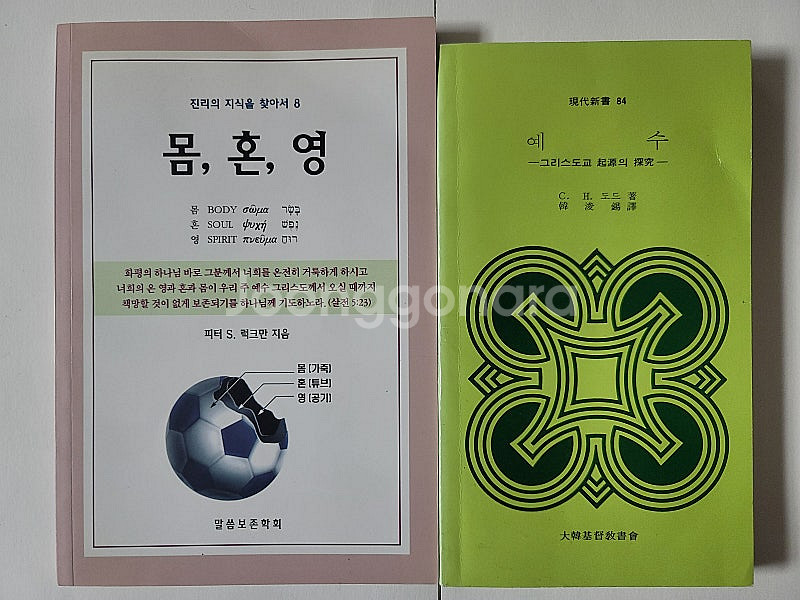 진리의 지식을 찾아서 8
몸, 혼, 영
몸 BODY σῶμα בָּשָׂר
혼 SOUL ψυχή נֶפֶשׁ
영 SPIRIT πνεῦμα רוּחַ
화평의 하나님 바로 그분께서 너희를 온전히 거룩하게 하시고
너희의 온 영과 혼과 몸이 우리 주 예수 그리스도께서 오실 때까지
책망할 것이 없게 보존되기를 하나님께 기도하노라. (살전 5:23)
피터 S. 럭크만 지음
몸 [가죽]
혼 [튜브]
영 [공기]
말씀보존학회
現代新書 84
예 수
—그리스도교 起源의 探究—
C. H. 도드 著
韓 凌 錫 譯
大韓基督敎書會